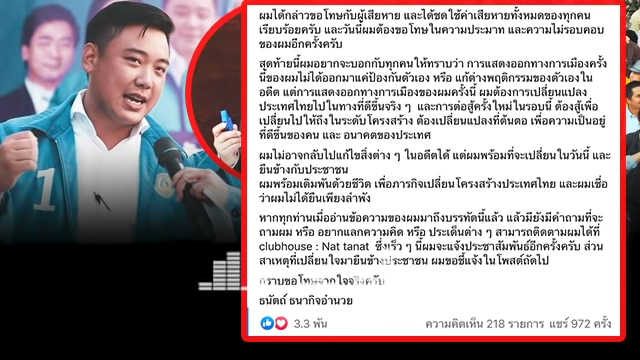 ผมได้กล่าวขอโทษกับผู้เสียหาย และได้ชดใช้ค่าเสียหายทั้งหมดของทุกคน
เรียบร้อยครับ และวันนี้ผมต้องขอโทษในความประมาท และความไม่รอบคอบ
ของผมอีกครั้งครับ
สุดท้ายนี้ผมอยากจะบอกกับทุกคนให้ทราบว่า การแสดงออกทางการเมืองครั้ง
นี้ของผมไม่ได้ออกมาแค่ป้องกันตัวเอง หรือ แก้ต่างพฤติกรรมของตัวเองใน
อดีต แต่การแสดงออกทางการเมืองของผมครั้งนี้ ผมต้องการเปลี่ยนแปลง
ประเทศไทยไปในทางที่ดีขึ้นจริง ๆ และการต่อสู้ครั้งใหม่ในรอบนี้ ต้องสู้เพื่อ
เปลี่ยนไปให้ถึงในระดับโครงสร้าง ต้องเปลี่ยนแปลงที่ต้นตอ เพื่อความเป็นอยู่
ที่ดีขึ้นของคน และ อนาคตของประเทศ
ผมไม่อาจกลับไปแก้ไขสิ่งต่าง ๆ ในอดีตได้ แต่ผมพร้อมที่จะเปลี่ยนในวันนี้ และ
ยืนข้างกับประชาชน
ผมพร้อมเดิมพันด้วยชีวิต เพื่อภารกิจเปลี่ยนโครงสร้างประเทศไทย และผมเชื่อ
ว่าผมไม่ได้ยืนเพียงลำพัง
หากทุกท่านเมื่ออ่านข้อความของผมมาถึงบรรทัดนี้แล้ว แล้วมียังมีคำถามที่จะ
ถามผม หรือ อยากแลกความคิด หรือ ประเด็นต่าง ๆ สามารถติดตามผมได้ที่
clubhouse : Nat tanat ซึ่งเร็ว ๆ นี้ผมจะแจ้งประชาสัมพันธ์อีกครั้งครับ ส่วน
สาเหตุที่เปลี่ยนใจมายืนข้างประชาชน ผมขอชี้แจ้งในโพสต์ถัดไป
กราบขอโทษจากใจจริงครับ
ธนัตถ์ ธนากิจอำนวย
3.3 พัน ความคิดเห็น 218 รายการ แชร์ 972 ครั้ง